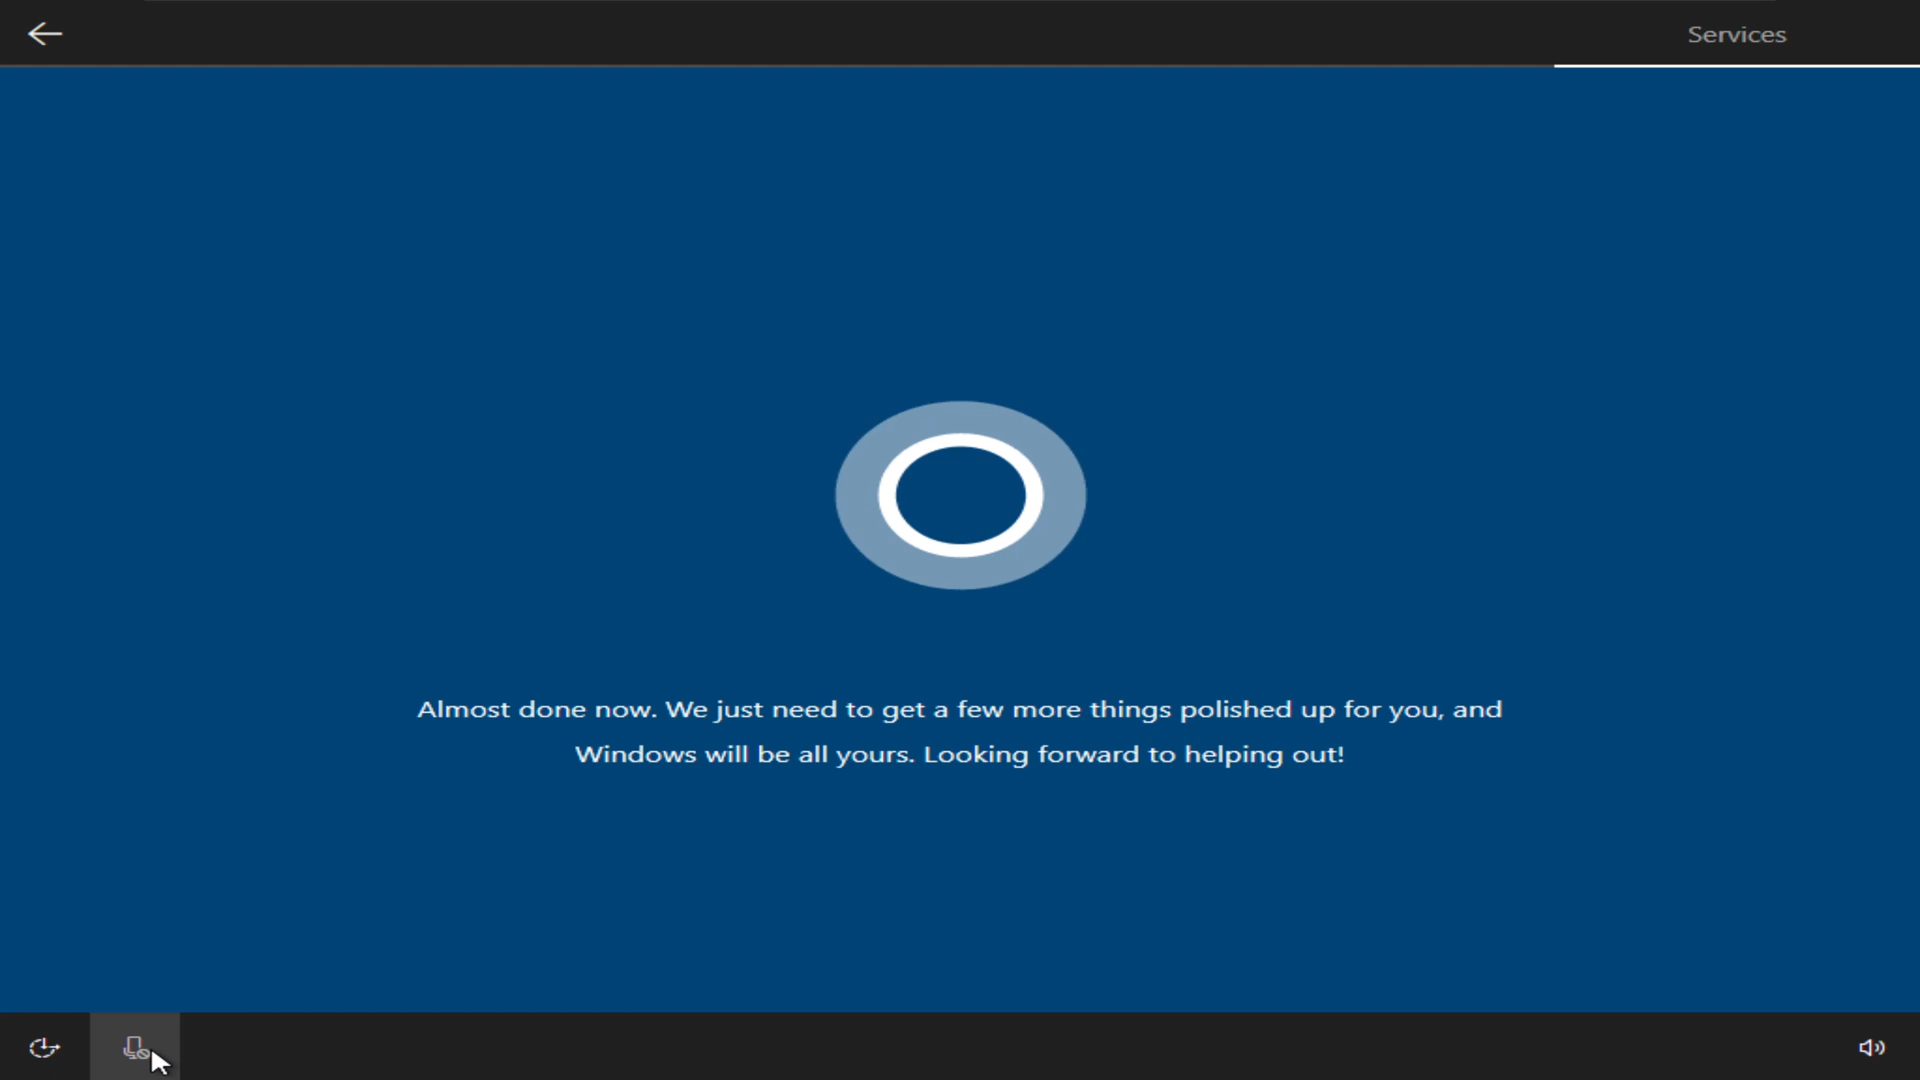 Services
Almost done now. We just need to get a few more things polished up for you, and
Windows will be all yours. Looking forward to helping out!